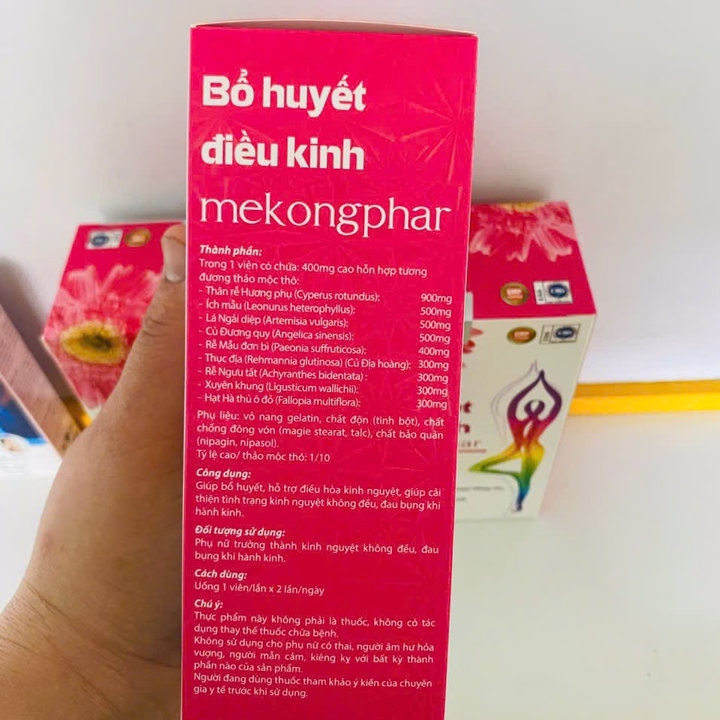 Bổ huyết
điều kinh
mekongphar
Thành phần:
Trong 1 viên có chứa: 400mg cao hỗn hợp tương
đương thảo mộc thô:
- Thân rễ Hương phụ (Cyperus rotundus): 900mg
- Ích mẫu (Leonurus heterophyllus): 500mg
- Lá Ngải diệp (Artemisia vulgaris): 500mg
- Củ Đương quy (Angelica sinensis): 500mg
- Rễ Mẫu đơn bì (Paeonia suffruticosa): 400mg
- Thục địa (Rehmannia glutinosa) (Củ Địa hoàng): 300mg
- Rễ Ngưu tất (Achyranthes bidentata) : 300mg
- Xuyên khung (Ligusticum wallichii): 300mg
- Hạt Hà thủ ô đỏ (Fallopia multiflora): 300mg
Phụ liệu: vỏ nang gelatin, chất độn (tinh bột), chất
chống đông vón (magie stearat, talc), chất bảo quản
(nipagin, nipasol).
Tỷ lệ cao/ thảo mộc thô: 1/10
Công dụng:
Giúp bổ huyết, hỗ trợ điều hòa kinh nguyệt, giúp cải
thiện tình trạng kinh nguyệt không đều, đau bụng khi
hành kinh.
Đối tượng sử dụng:
Phụ nữ trưởng thành kinh nguyệt không đều, đau
bụng khi hành kinh.
Cách dùng:
Uống 1 viên/lần x 2 lần/ngày
Chú ý:
Thực phẩm này không phải là thuốc, không có tác
dụng thay thế thuốc chữa bệnh.
Không sử dụng cho phụ nữ có thai, người âm hư hỏa
vượng, người mẫn cảm, kiêng kỵ với bất kỳ thành
phần nào của sản phẩm.
Người đang dùng thuốc tham khảo ý kiến của chuyên
gia y tế trước khi sử dụng.